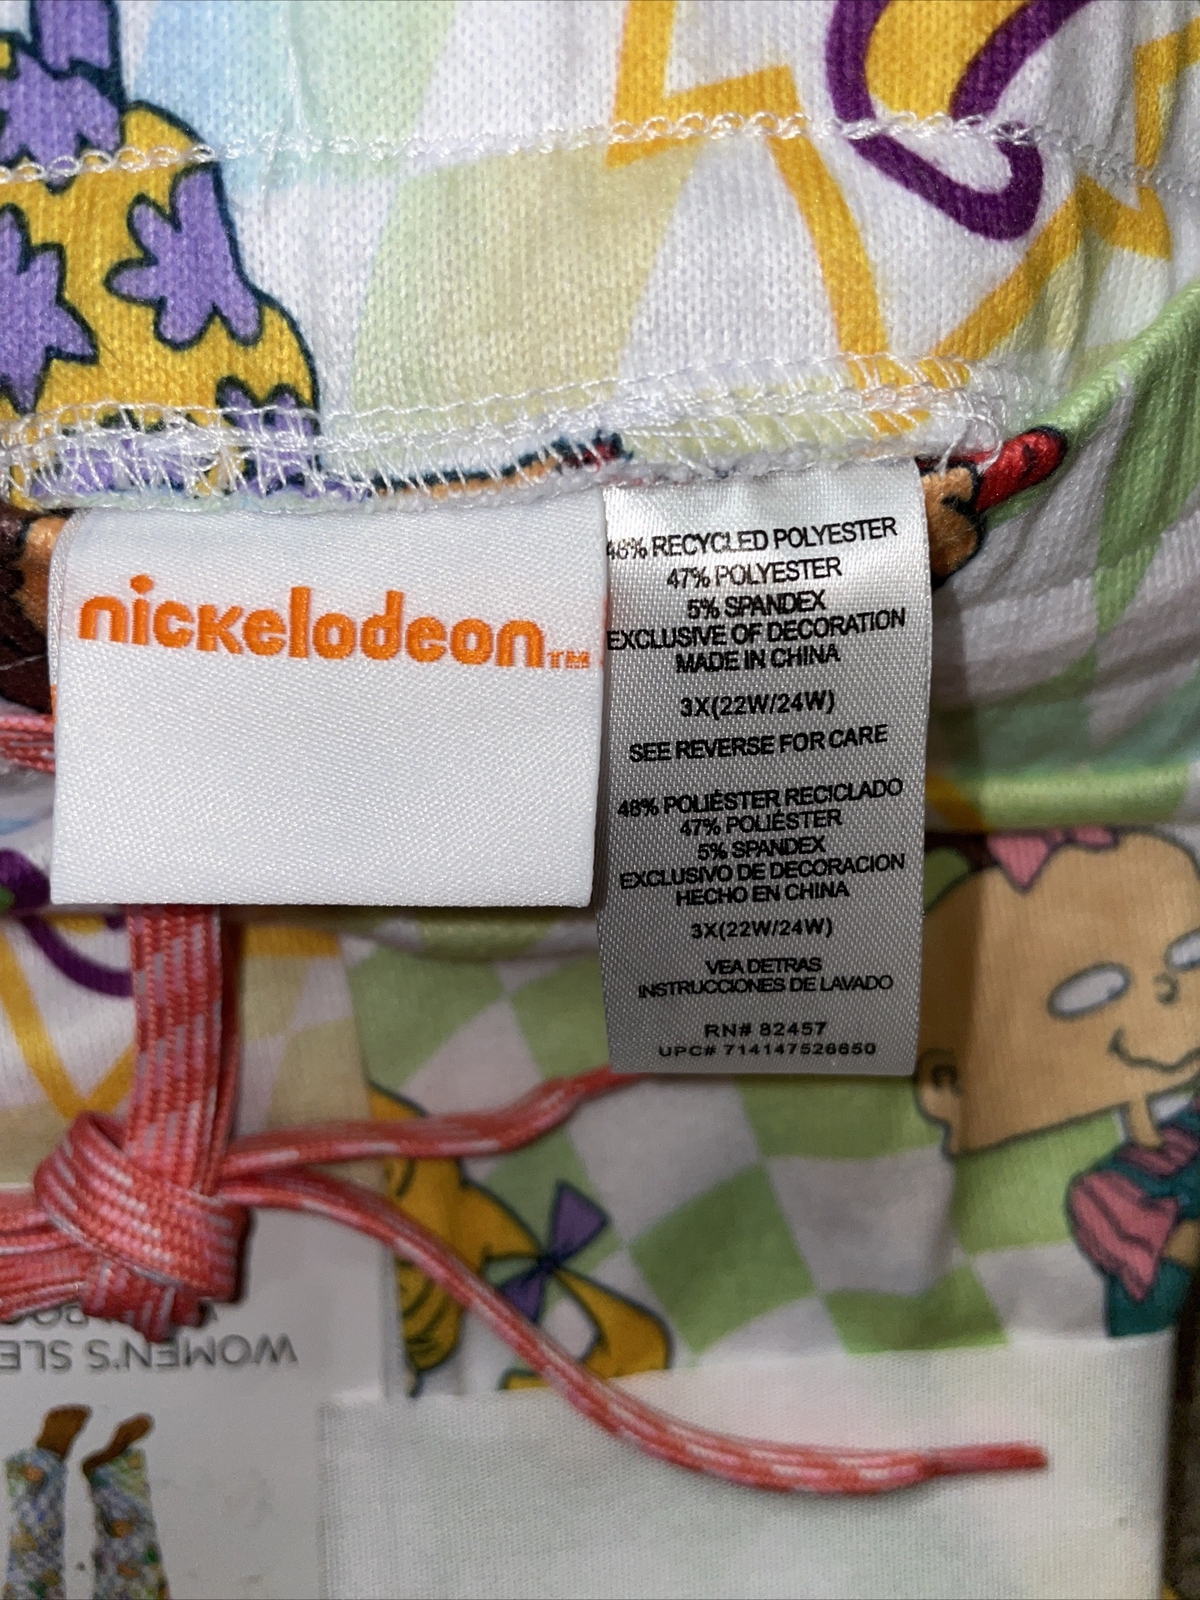 nickelodeon™
48% RECYCLED POLYESTER
47% POLYESTER
5% SPANDEX
EXCLUSIVE OF DECORATION
MADE IN CHINA
3X(22W/24W)
SEE REVERSE FOR CARE
48% POLIÉSTER RECICLADO
47% POLIÉSTER
5% SPANDEX
EXCLUSIVO DE DECORACION
HECHO EN CHINA
3X(22W/24W)
VEA DETRAS
INSTRUCCIONES DE LAVADO
RN# 82457
UPC# 714147526650
WOMEN'S SLE